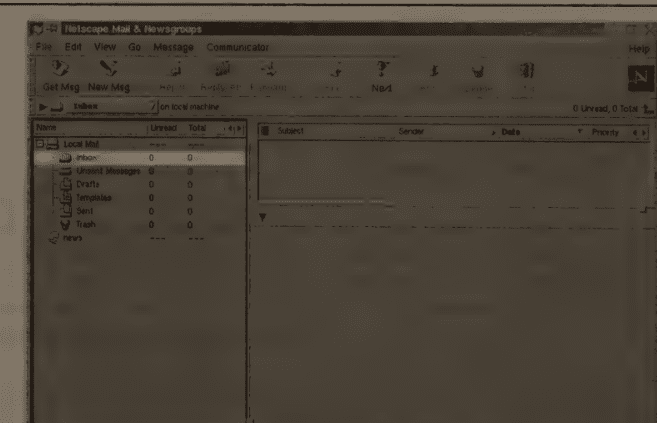 Netscape Mail & Newsgroups
File Edit View Go Message Communicator Help
Get Msg New Msg Next N
Inbox on local machine 0 Unread, 0 Total
Name Unread Total Subject Sender Date Priority
Local Mail --- ---
Inbox 0 0
Unsent Messages 0 0
Drafts 0 0
Templates 0 0
Sent 0 0
Trash 0 0
news --- ---